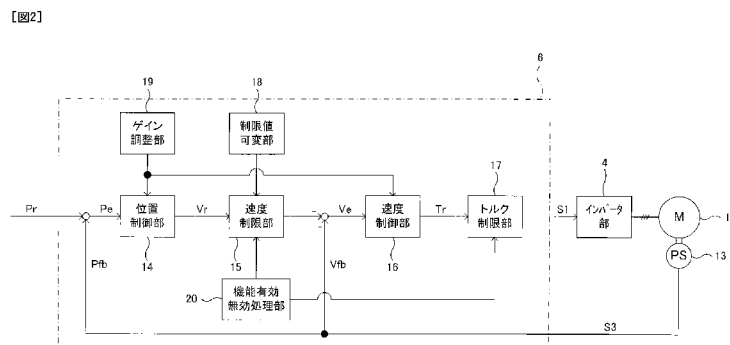 [図2]
6
19
18
ゲイン
調整部
制限値
可変部
17
4
Pr
Pe
位置
制御部
Vr
速度
制限部
Ve
速度
制御部
Tr
トルク
制限部
S1
インバータ
部
M
1
Pfb
14
15
Vfb
16
PS
13
20
機能有効
無効処理部
S3